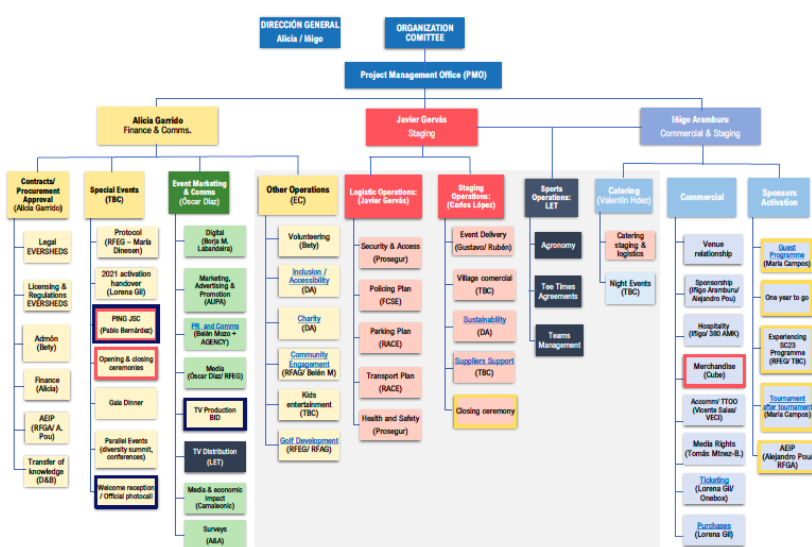 DIRECCIÓN GENERAL
Alicia / Iñigo
ORGANIZATION
COMITTEE
Project Management Office (PMO)
Alicia Garrido
Finance & Comms.
Javier Gervás
Staging
Iñigo Aramburu
Commercial & Staging
Contracts/
Procurement
Approval
(Alicia Garrido)
Legal
EVERSHEDS
Licensing &
Regulations
EVERSHEDS
Admón
(Bety)
Finance
(Alicia)
AEIP
(RFGA/ A.
Pou)
Transfer of
knowledge
(D&B)
Special Events
(TBC)
Protocol
(RFEG – María
Dinesen)
2021 activation
handover
(Lorena Gil)
PING JSC
(Pablo Bernárdez)
Opening & closing
ceremonies
Gala Dinner
Parallel Events
(diversity summit,
conferences)
Welcome reception
/ Official photocall
Event Marketing
& Comms
(Óscar Díaz)
Digital
(Borja M.
Labandeira)
Marketing,
Advertising &
Promotion
(AUPA)
PR and Comms
(Belén Mozo +
AGENCY)
Media
(Óscar Díaz/ RFEG)
TV Production
BID
TV Distribution
(LET)
Media & economic
impact
(Camaleonic)
Surveys
(A&A)
Other Operations
(EC)
Volunteering
(Bety)
Inclusion /
Accessibility
(DA)
Charity
(DA)
Community
Engagement
(RFAG/ Belén M)
Kids
entertainment
(TBC)
Golf Development
(RFEG/ RFAG)
Logistic Operations:
(Javier Gervás)
Security & Access
(Prosegur)
Policing Plan
(FCSE)
Parking Plan
(RACE)
Transport Plan
(RACE)
Health and Safety
(Prosegur)
Staging
Operations:
(Carlos López)
Event Delivery
(Gustavo/ Rubén)
Village comercial
(TBC)
Sustainability
(DA)
Suppliers Support
(TBC)
Closing ceremony
Sports
Operations:
LET
Agronomy
Tee Times
Agreements
Teams
Management
Catering
(Valentín Hdez)
Catering
staging &
logistics
Night Events
(TBC)
Commercial
Venue
relationship
Sponsorship
(Iñigo Aramburu/
Alejandro Pou)
Hospitality
(Iñigo/ 380 AMK)
Merchandise
(Cube)
Accomm/ TTOO
(Vicente Salas/
VECI)
Media Rights
(Tomás Mtnez-B.)
Ticketing
(Lorena Gil/
Onebox)
Purchases
(Lorena Gil)
Sponsors
Activation
Guest
Programme
(María Campos)
One year to go
Experiencing
SC23
Programme
(RFEG/ TBC)
Tournament
after tournament
(María Campos)
AEIP
(Alejandro Pou/
RFGA)